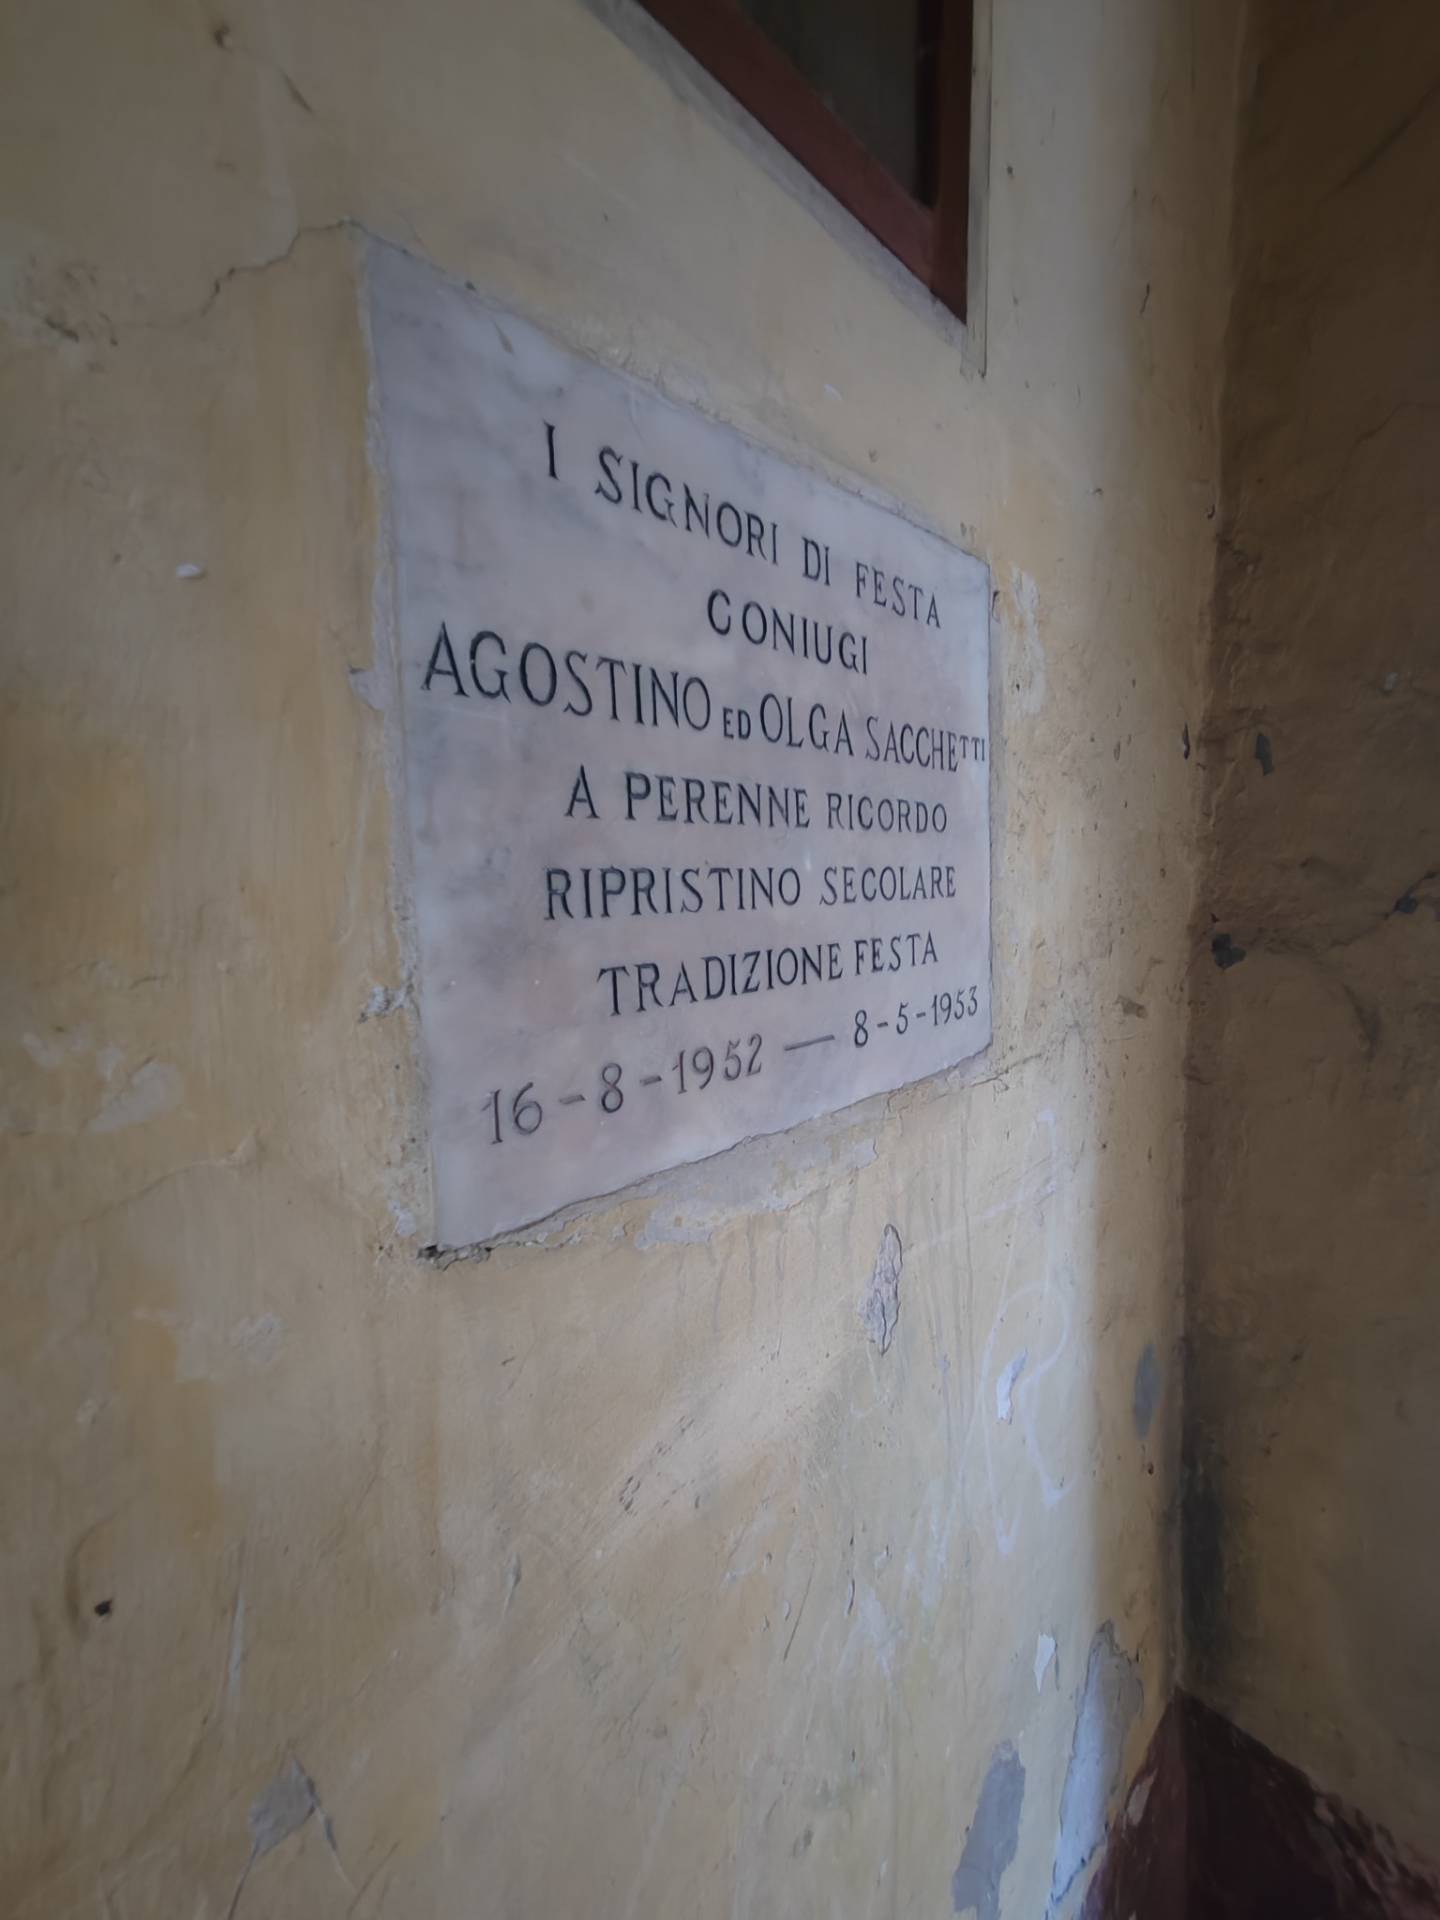 I SIGNORI DI FESTA
CONIUGI
AGOSTINO ED OLGA SACCHETTI
A PERENNE RICORDO
RIPRISTINO SECOLARE
TRADIZIONE FESTA
16-8-1952 — 8-5-1953